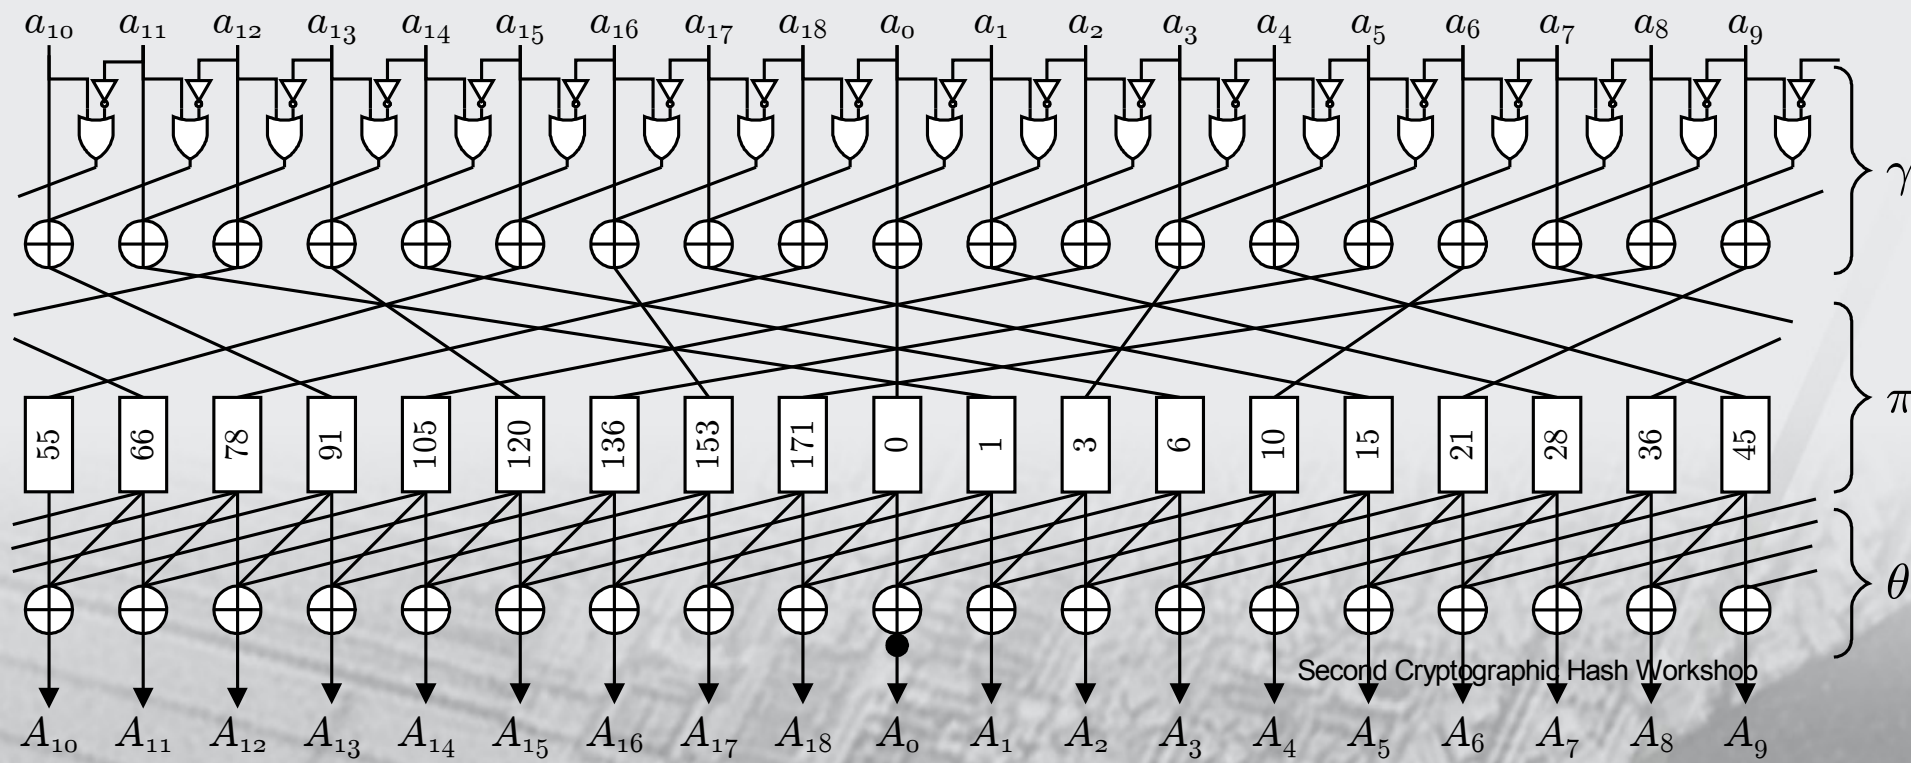 a₁₀ a₁₁ a₁₂ a₁₃ a₁₄ a₁₅ a₁₆ a₁₇ a₁₈ a₀ a₁ a₂ a₃ a₄ a₅ a₆ a₇ a₈ a₉
γ
π
55 66 78 91 105 120 136 153 171 0 1 3 6 10 15 21 28 36 45
θ
Second Cryptographic Hash Workshop
A₁₀ A₁₁ A₁₂ A₁₃ A₁₄ A₁₅ A₁₆ A₁₇ A₁₈ A₀ A₁ A₂ A₃ A₄ A₅ A₆ A₇ A₈ A₉